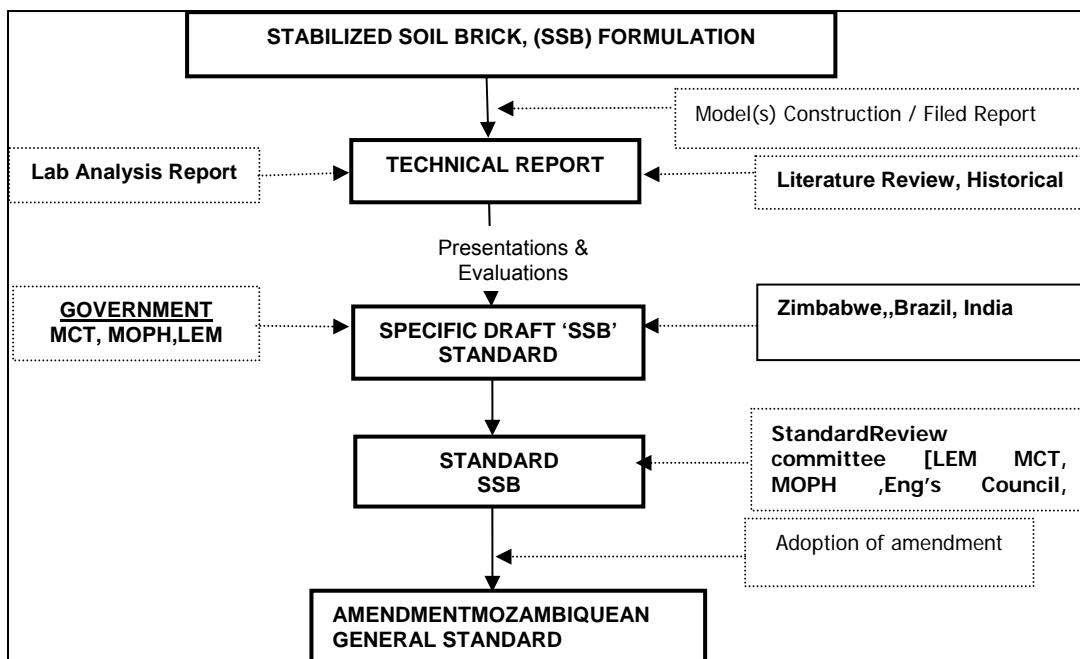 STABILIZED SOIL BRICK, (SSB) FORMULATION
Model(s) Construction / Filed Report
Lab Analysis Report
TECHNICAL REPORT
Literature Review, Historical
Presentations &
Evaluations
GOVERNMENT
MCT, MOPH,LEM
SPECIFIC DRAFT ‘SSB’
STANDARD
Zimbabwe,,Brazil, India
STANDARD
SSB
StandardReview
committee [LEM MCT,
MOPH ,Eng’s Council,
Adoption of amendment
AMENDMENTMOZAMBIQUEAN
GENERAL STANDARD